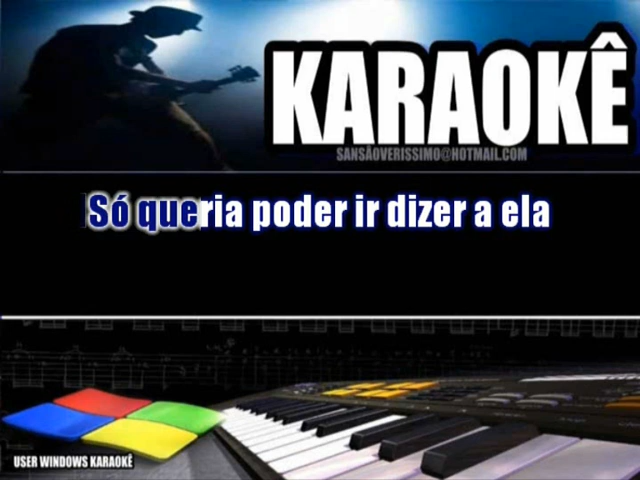 KARAOKÊ
SANSÃOVERISSIMO@HOTMAIL.COM
Só queria poder ir dizer a ela
USER WINDOWS KARAOKÊ